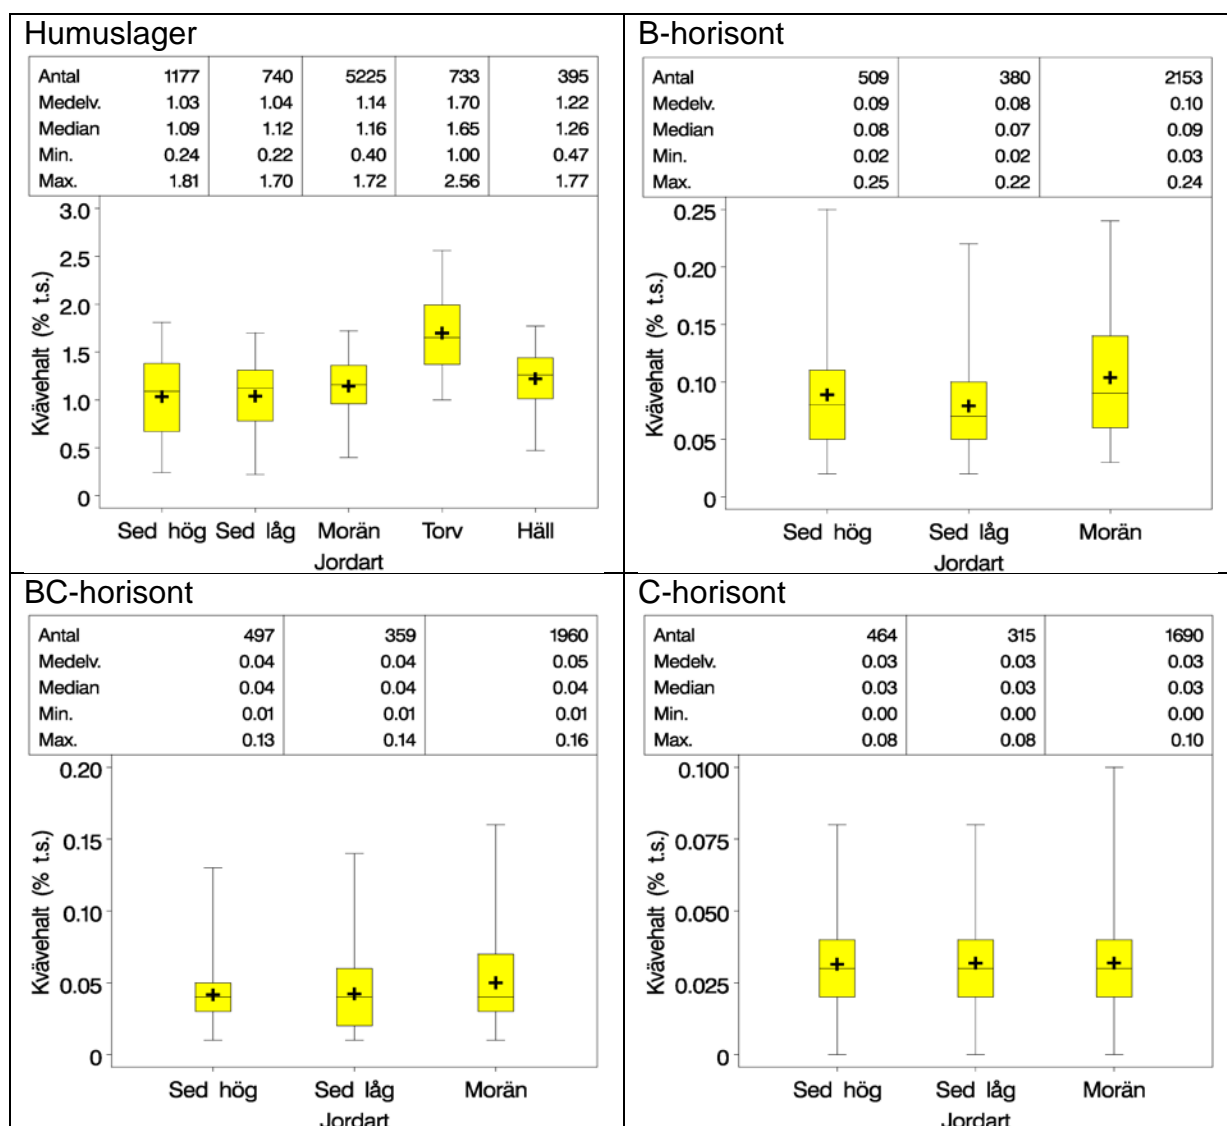 Humuslager
Antal 1177 740 5225 733 395
Medelv. 1.03 1.04 1.14 1.70 1.22
Median 1.09 1.12 1.16 1.65 1.26
Min. 0.24 0.22 0.40 1.00 0.47
Max. 1.81 1.70 1.72 2.56 1.77
Kvävehalt (% t.s.)
3.0
2.5
2.0
1.5
1.0
0.5
0
Sed hög Sed låg Morän Torv Häll
Jordart
B-horisont
Antal 509 380 2153
Medelv. 0.09 0.08 0.10
Median 0.08 0.07 0.09
Min. 0.02 0.02 0.03
Max. 0.25 0.22 0.24
Kvävehalt (% t.s.)
0.25
0.20
0.15
0.10
0.05
0
Sed hög Sed låg Morän
Jordart
BC-horisont
Antal 497 359 1960
Medelv. 0.04 0.04 0.05
Median 0.04 0.04 0.04
Min. 0.01 0.01 0.01
Max. 0.13 0.14 0.16
Kvävehalt (% t.s.)
0.20
0.15
0.10
0.05
0
Sed hög Sed låg Morän
Jordart
C-horisont
Antal 464 315 1690
Medelv. 0.03 0.03 0.03
Median 0.03 0.03 0.03
Min. 0.00 0.00 0.00
Max. 0.08 0.08 0.10
Kvävehalt (% t.s.)
0.100
0.075
0.050
0.025
0
Sed hög Sed låg Morän
Jordart